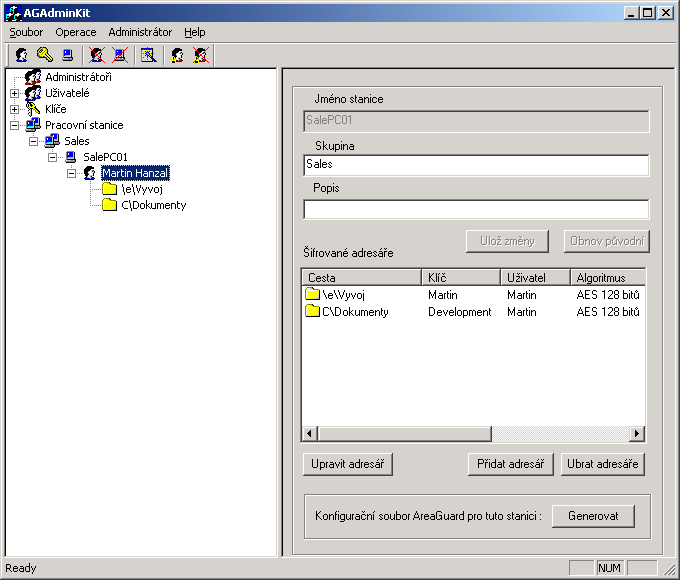 AGAdminKit
Soubor Operace Administrátor Help
Administrátoři
Uživatelé
Klíče
Pracovní stanice
Sales
SalePC01
Martin Hanzal
\e\Vyvoj
C\Dokumenty
Jméno stanice
SalePC01
Skupina
Sales
Popis
Ulož změny Obnov původní
Šifrované adresáře
Cesta Klíč Uživatel Algoritmus
\e\Vyvoj Martin Martin AES 128 bitů
C\Dokumenty Development Martin AES 128 bitů
Upravit adresář Přidat adresář Ubrat adresáře
Konfigurační soubor AreaGuard pro tuto stanici : Generovat
Ready NUM